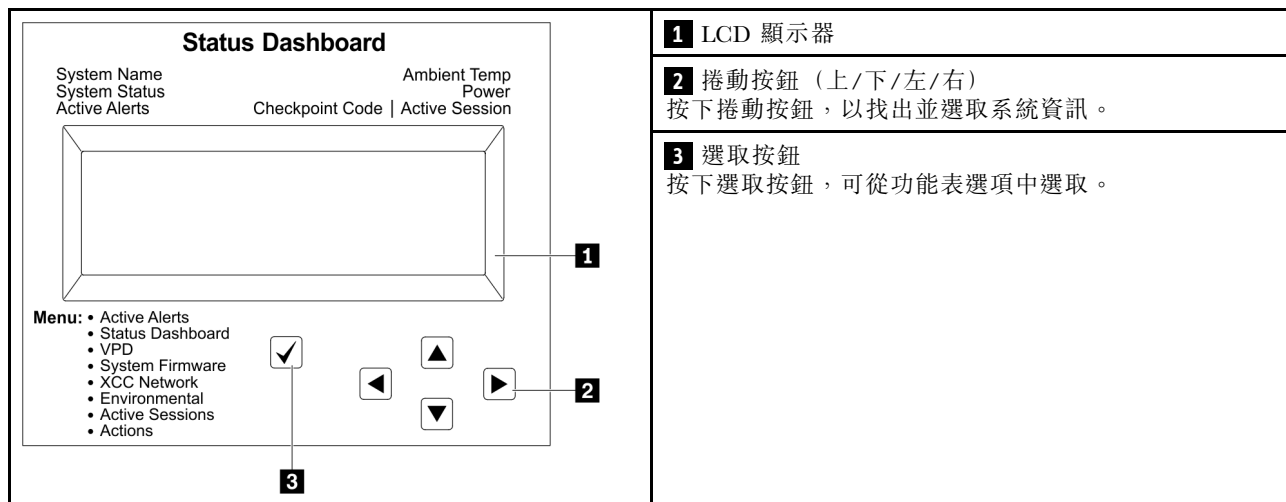 Status Dashboard
System Name
System Status
Active Alerts
Ambient Temp
Power
Checkpoint Code | Active Session
1
Menu: • Active Alerts
• Status Dashboard
• VPD
• System Firmware
• XCC Network
• Environmental
• Active Sessions
• Actions
2
3
1 LCD 顯示器
2 捲動按鈕（上/下/左/右）
按下捲動按鈕，以找出並選取系統資訊。
3 選取按鈕
按下選取按鈕，可從功能表選項中選取。